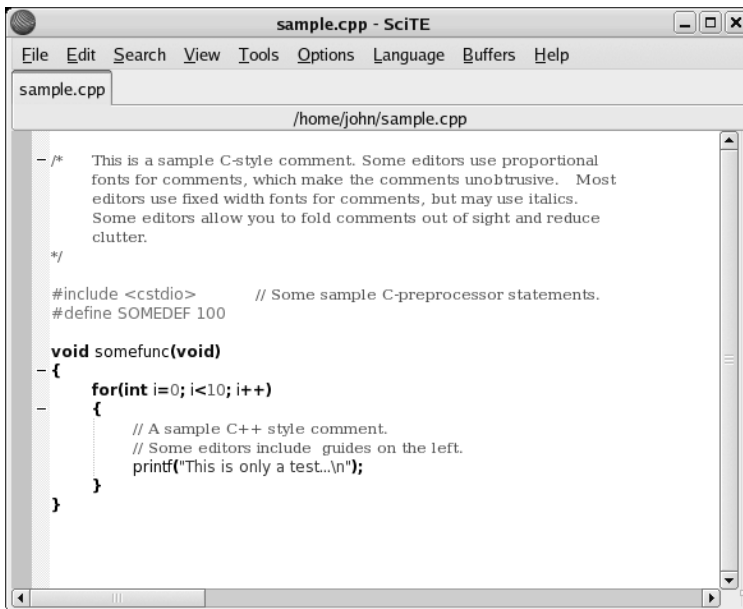 sample.cpp - SciTE
File Edit Search View Tools Options Language Buffers Help
sample.cpp
/home/john/sample.cpp
/* This is a sample C-style comment. Some editors use proportional
fonts for comments, which make the comments unobtrusive. Most
editors use fixed width fonts for comments, but may use italics.
Some editors allow you to fold comments out of sight and reduce
clutter.
*/
#include <cstdio> // Some sample C-preprocessor statements.
#define SOMEDEF 100
void somefunc(void)
{
for(int i=0; i<10; i++)
{
// A sample C++ style comment.
// Some editors include guides on the left.
printf("This is only a test...\n");
}
}